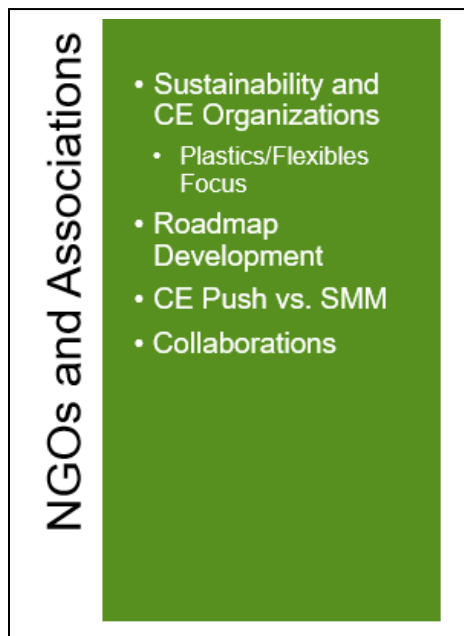 NGOs and Associations
• Sustainability and
CE Organizations
• Plastics/Flexibles
Focus
• Roadmap
Development
• CE Push vs. SMM
• Collaborations